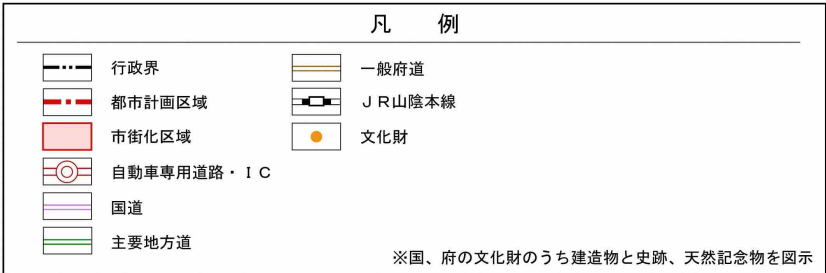 凡　例
行政界
都市計画区域
市街化区域
自動車専用道路・ＩＣ
国道
主要地方道
一般府道
ＪＲ山陰本線
文化財
※国、府の文化財のうち建造物と史跡、天然記念物を図示